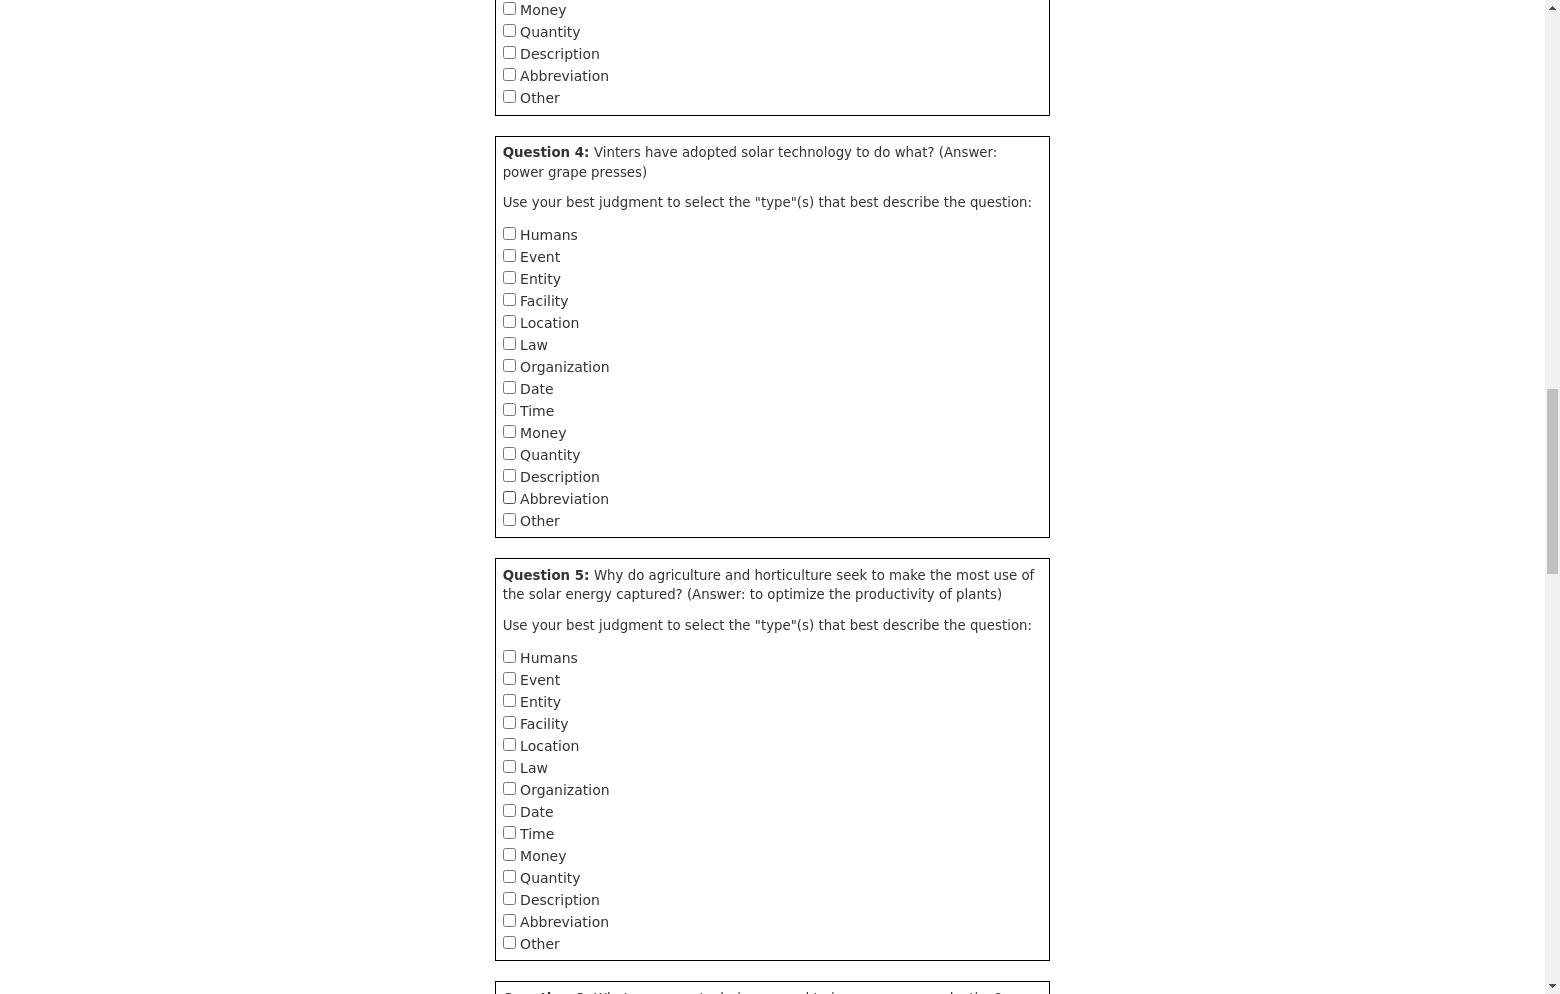 Money
Quantity
Description
Abbreviation
Other
Question 4: Vinters have adopted solar technology to do what? (Answer:
power grape presses)
Use your best judgment to select the "type"(s) that best describe the question:
Humans
Event
Entity
Facility
Location
Law
Organization
Date
Time
Money
Quantity
Description
Abbreviation
Other
Question 5: Why do agriculture and horticulture seek to make the most use of
the solar energy captured? (Answer: to optimize the productivity of plants)
Use your best judgment to select the "type"(s) that best describe the question:
Humans
Event
Entity
Facility
Location
Law
Organization
Date
Time
Money
Quantity
Description
Abbreviation
Other